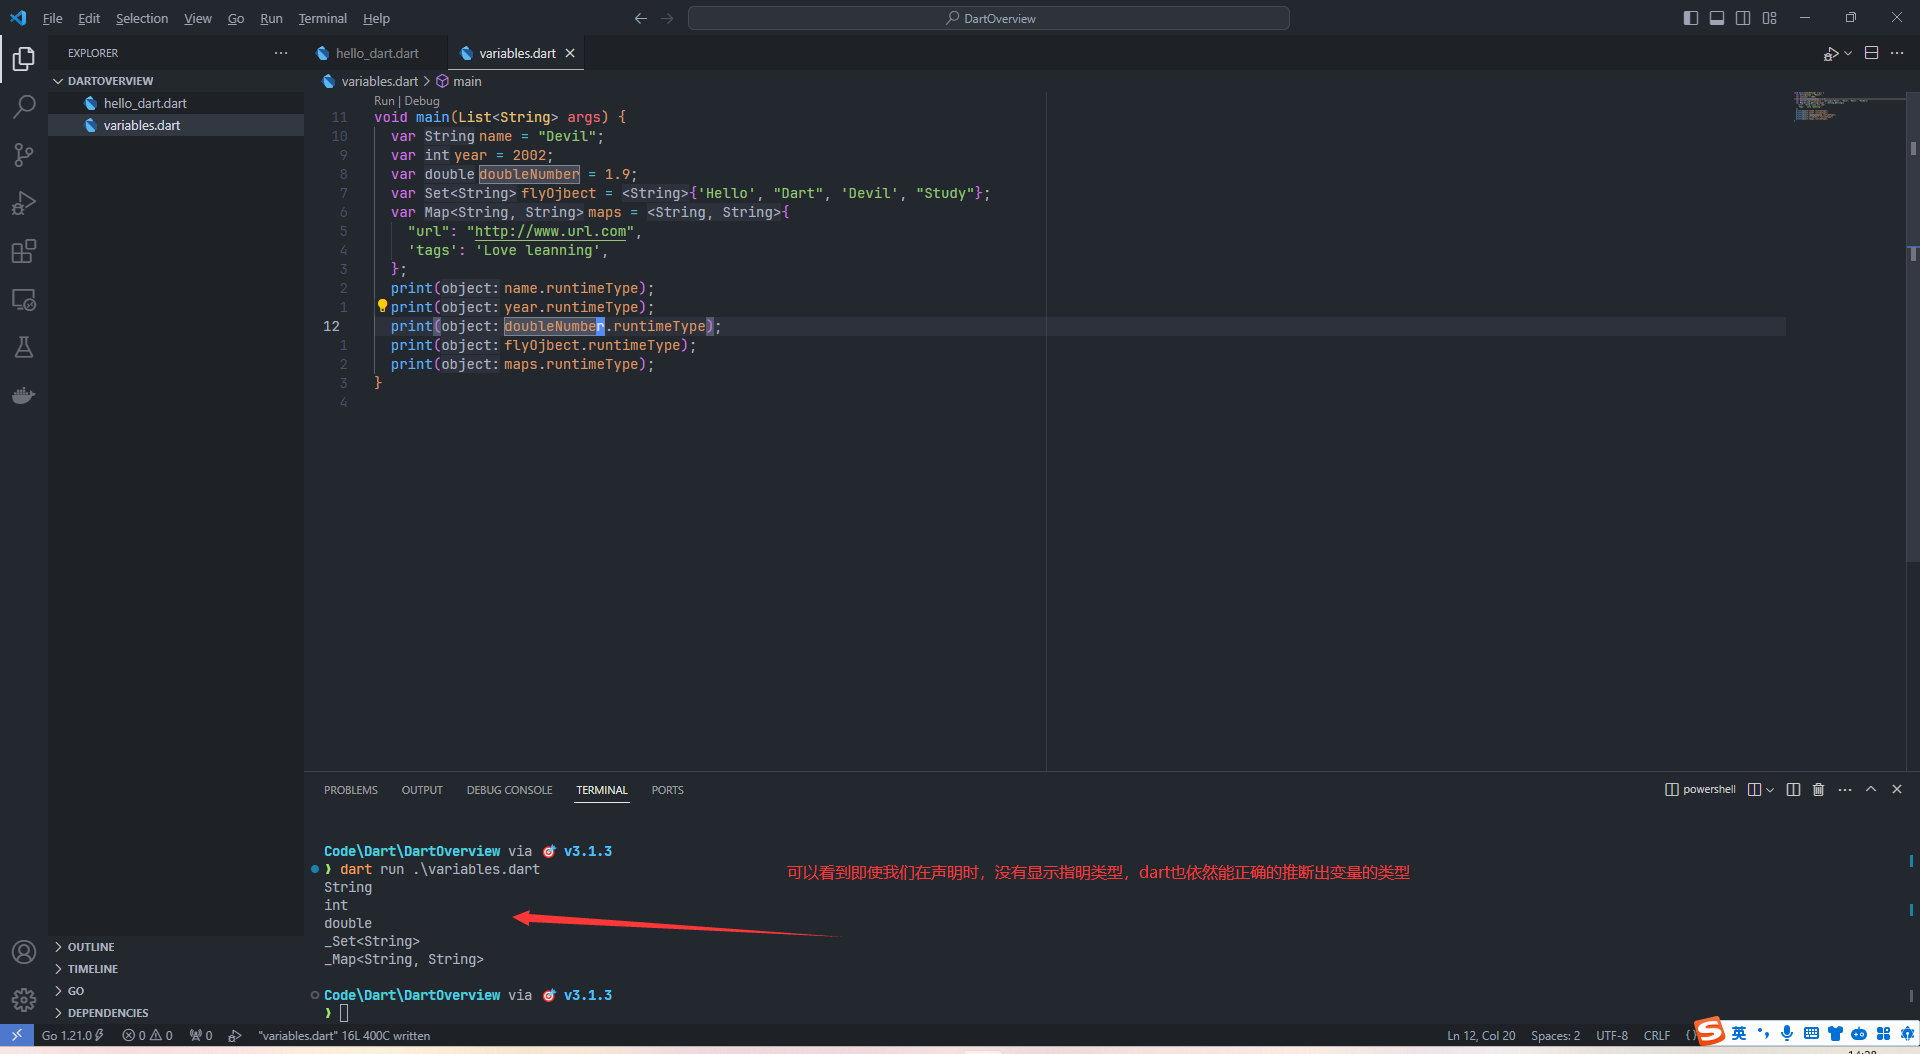 File Edit Selection View Go Run Terminal Help
DartOverview
EXPLORER
DARTOVERVIEW
hello_dart.dart
variables.dart
hello_dart.dart
variables.dart
variables.dart > main
Run | Debug
11 void main(List<String> args) {
10 var String name = "Devil";
9 var int year = 2002;
8 var double doubleNumber = 1.9;
7 var Set<String> flyOjbect = <String>{'Hello', "Dart", 'Devil', "Study"};
6 var Map<String, String> maps = <String, String>{
5 "url": "http://www.url.com",
4 'tags': 'Love leanning',
3 };
2 print(object: name.runtimeType);
1 print(object: year.runtimeType);
12 print(object: doubleNumber.runtimeType);
1 print(object: flyOjbect.runtimeType);
2 print(object: maps.runtimeType);
3 }
4
PROBLEMS OUTPUT DEBUG CONSOLE TERMINAL PORTS
powershell
Code\Dart\DartOverview via 🎯 v3.1.3
❯ dart run .\variables.dart
String
int
double
_Set<String>
_Map<String, String>
可以看到即使我们在声明时，没有显示指明类型，dart也依然能正确的推断出变量的类型
Code\Dart\DartOverview via 🎯 v3.1.3
❯
OUTLINE
TIMELINE
GO
DEPENDENCIES
Go 1.21.0 0 0 0 "variables.dart" 16L 400C written
Ln 12, Col 20 Spaces: 2 UTF-8 CRLF {
S 英